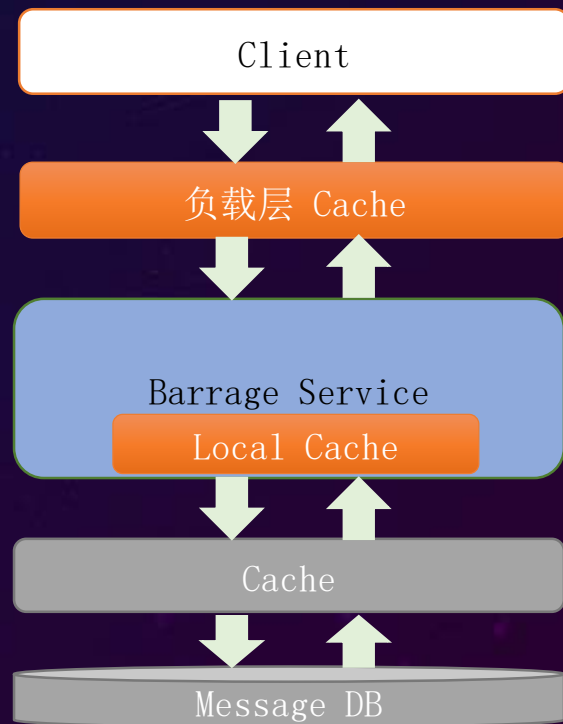 Client
负载层 Cache
Barrage Service
Local Cache
Cache
Message DB